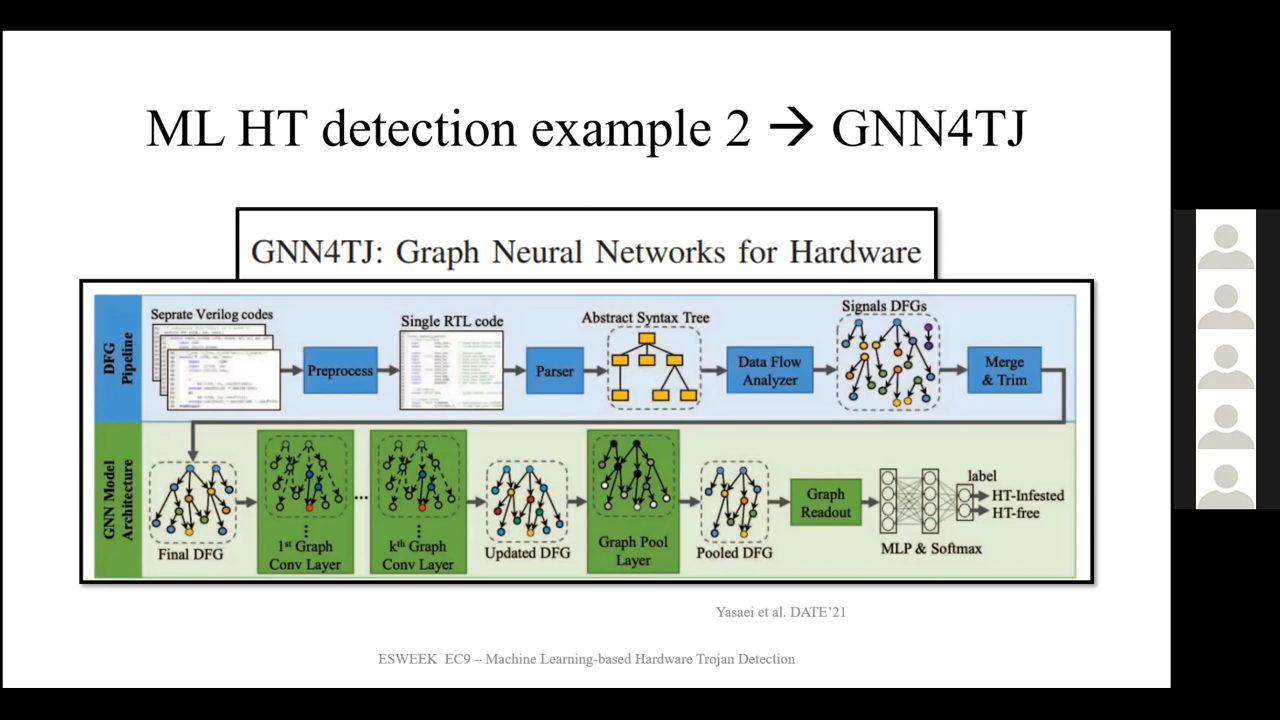 ML HT detection example 2 → GNN4TJ
GNN4TJ: Graph Neural Networks for Hardware
DFG Pipeline
Seprate Verilog codes
Preprocess
Single RTL code
Parser
Abstract Syntax Tree
Data Flow
Analyzer
Signals DFGs
Merge
& Trim
GNN Model
Architecture
Final DFG
1st Graph
Conv Layer
...
kth Graph
Conv Layer
Updated DFG
Graph Pool
Layer
Pooled DFG
Graph
Readout
MLP & Softmax
label
HT-Infested
HT-free
Yasaei et al. DATE'21
ESWEEK EC9 – Machine Learning-based Hardware Trojan Detection